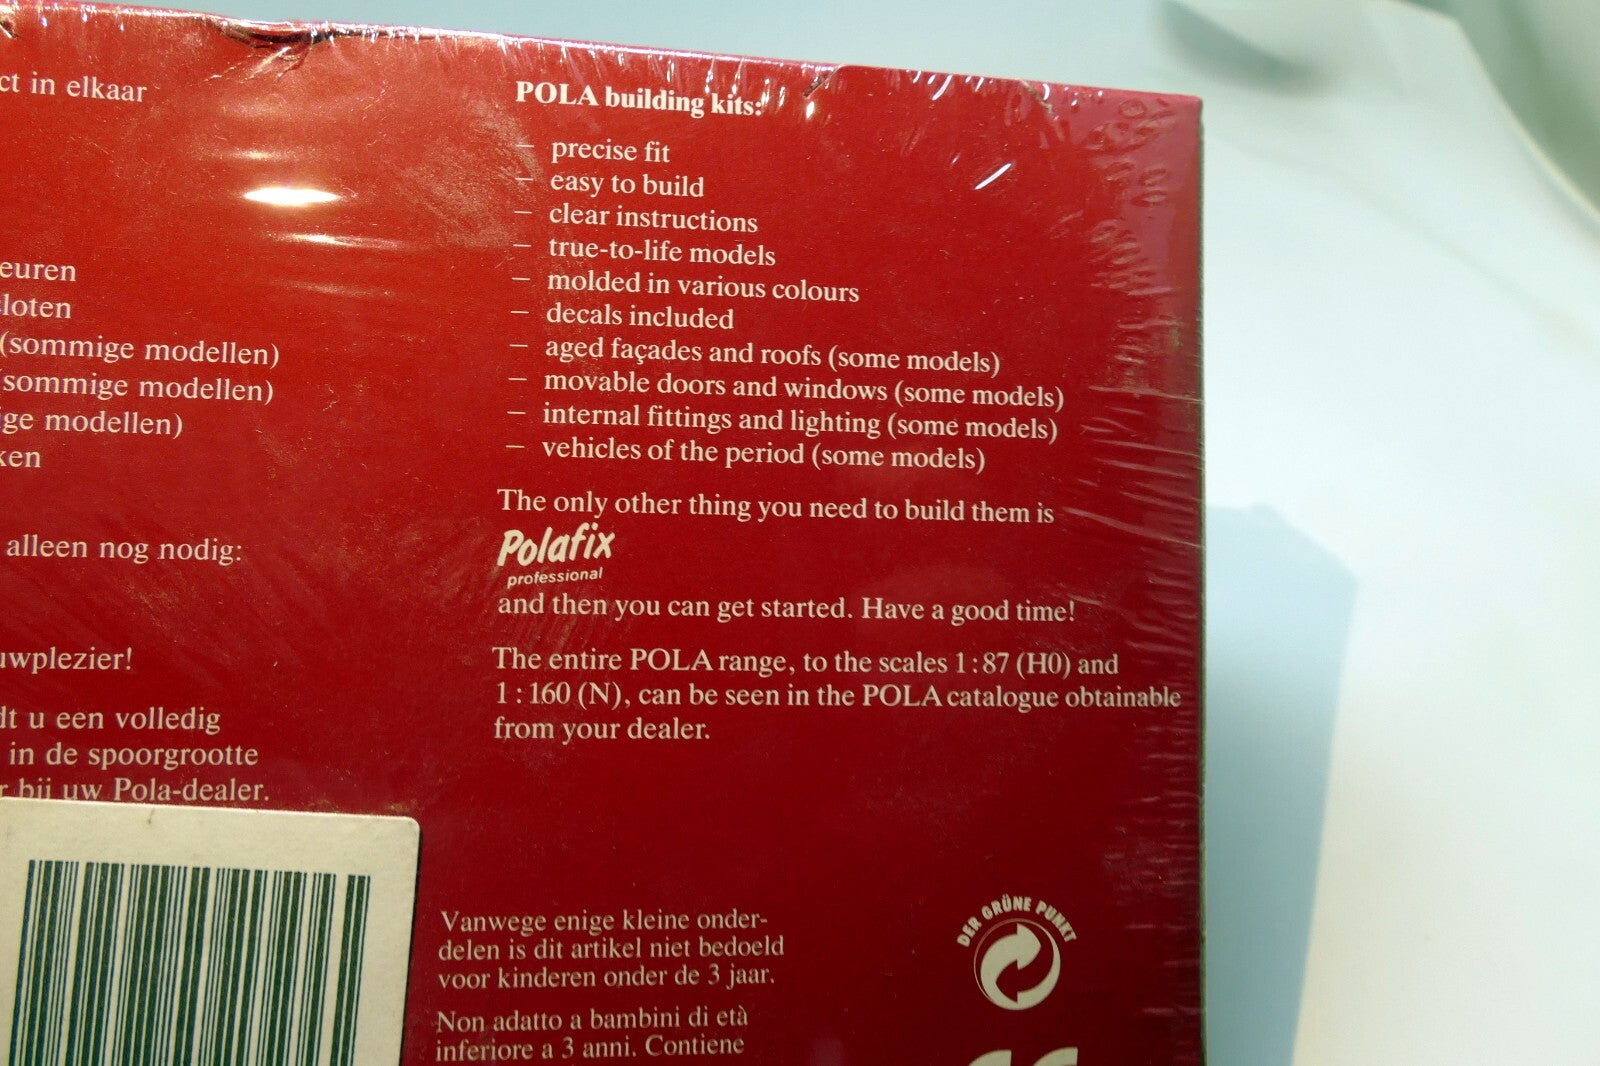 ct in elkaar
euren
loten
(sommige modellen)
(sommige modellen)
ige modellen)
ken
alleen nog nodig:
uwplezier!
dt u een volledig
in de spoorgrootte
r bij uw Pola-dealer.
POLA building kits:
– precise fit
– easy to build
– clear instructions
– true-to-life models
– molded in various colours
– decals included
– aged façades and roofs (some models)
– movable doors and windows (some models)
– internal fittings and lighting (some models)
– vehicles of the period (some models)
The only other thing you need to build them is
Polafix
professional
and then you can get started. Have a good time!
The entire POLA range, to the scales 1:87 (H0) and
1:160 (N), can be seen in the POLA catalogue obtainable
from your dealer.
Vanwege enige kleine onder-
delen is dit artikel niet bedoeld
voor kinderen onder de 3 jaar.
Non adatto a bambini di età
inferiore a 3 anni. Contiene
DER GRÜNE PUNKT